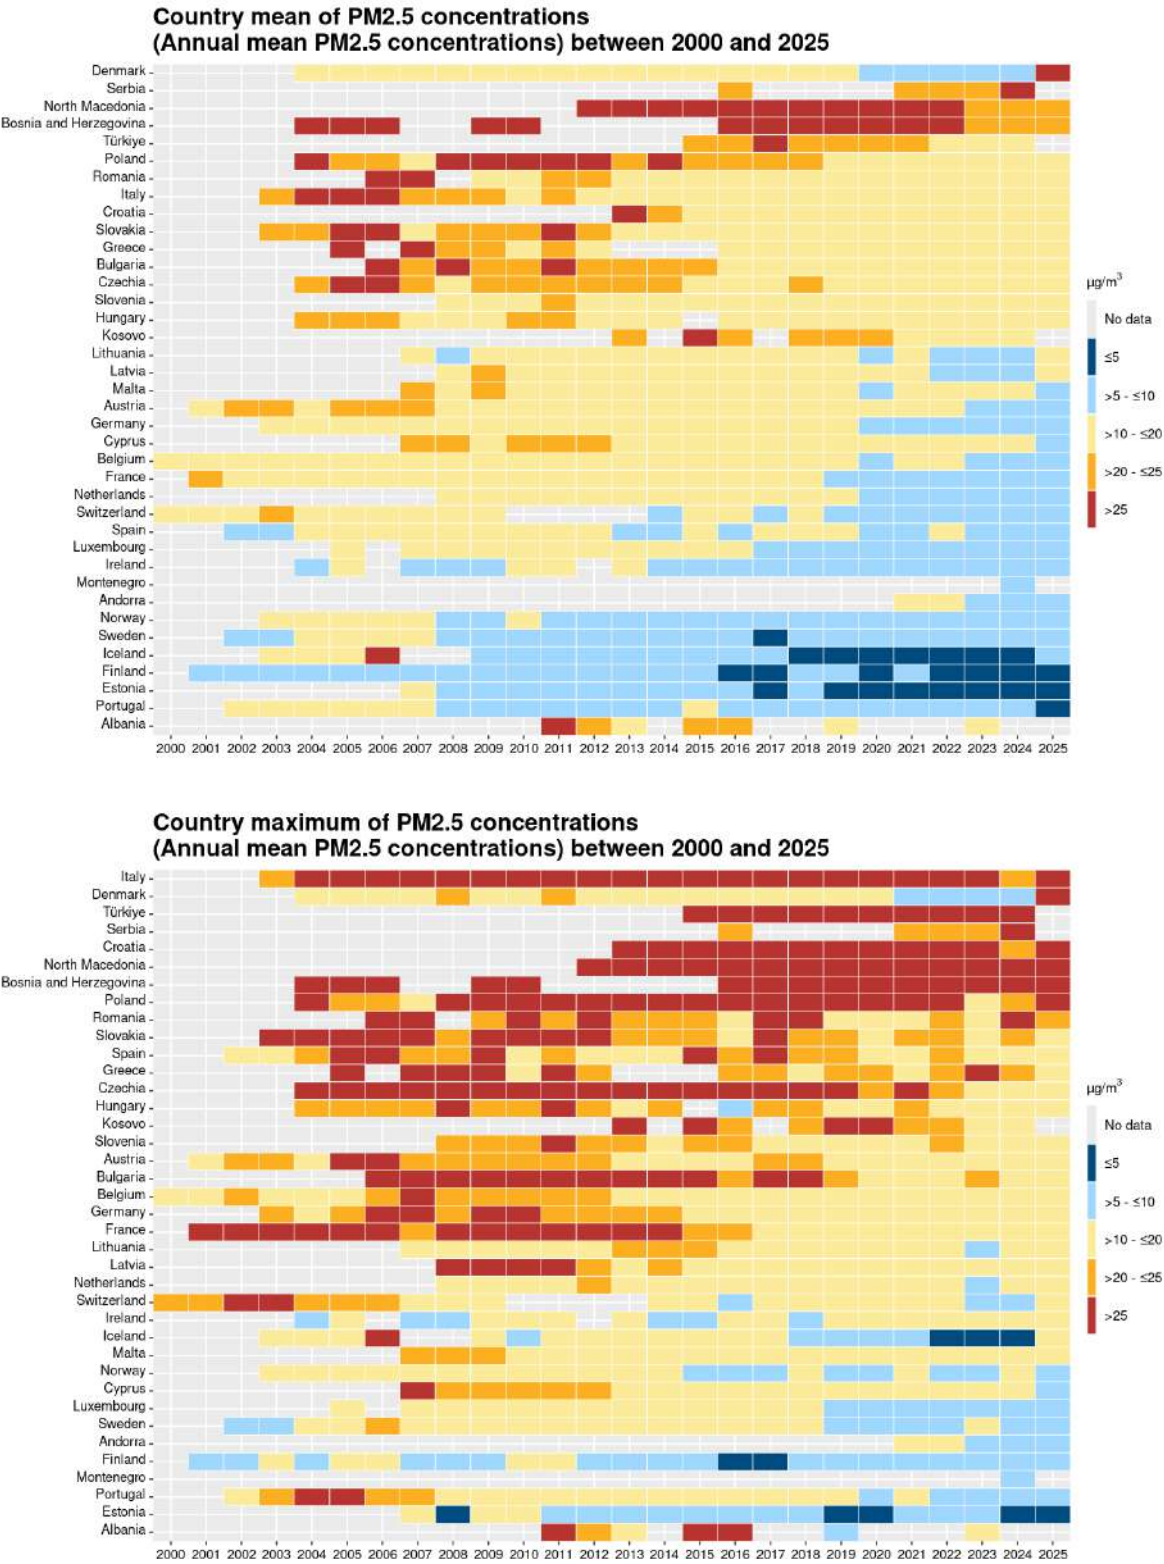 Country mean of PM2.5 concentrations
(Annual mean PM2.5 concentrations) between 2000 and 2025
Denmark
Serbia
North Macedonia
Bosnia and Herzegovina
Türkiye
Poland
Romania
Italy
Croatia
Slovakia
Greece
Bulgaria
Czechia
Slovenia
Hungary
Kosovo
Lithuania
Latvia
Malta
Austria
Germany
Cyprus
Belgium
France
Netherlands
Switzerland
Spain
Luxembourg
Ireland
Montenegro
Andorra
Norway
Sweden
Iceland
Finland
Estonia
Portugal
Albania
2000 2001 2002 2003 2004 2005 2006 2007 2008 2009 2010 2011 2012 2013 2014 2015 2016 2017 2018 2019 2020 2021 2022 2023 2024 2025
µg/m³
No data
≤5
>5 - ≤10
>10 - ≤20
>20 - ≤25
>25
Country maximum of PM2.5 concentrations
(Annual mean PM2.5 concentrations) between 2000 and 2025
Italy
Denmark
Türkiye
Serbia
Croatia
North Macedonia
Bosnia and Herzegovina
Poland
Romania
Slovakia
Spain
Greece
Czechia
Hungary
Kosovo
Slovenia
Austria
Bulgaria
Belgium
Germany
France
Lithuania
Latvia
Netherlands
Switzerland
Ireland
Iceland
Malta
Norway
Cyprus
Luxembourg
Sweden
Andorra
Finland
Montenegro
Portugal
Estonia
Albania
2000 2001 2002 2003 2004 2005 2006 2007 2008 2009 2010 2011 2012 2013 2014 2015 2016 2017 2018 2019 2020 2021 2022 2023 2024 2025
µg/m³
No data
≤5
>5 - ≤10
>10 - ≤20
>20 - ≤25
>25